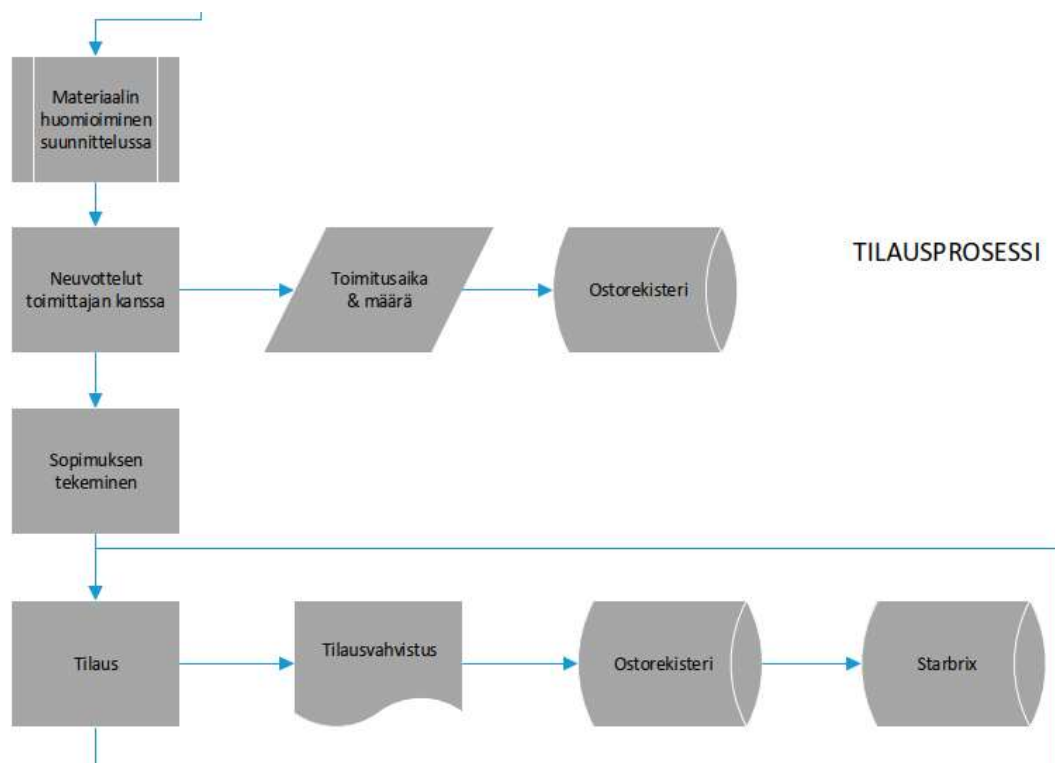 Materiaalin
huomioiminen
suunnittelussa
Neuvottelut
toimittajan kanssa
Toimitusaika
& määrä
Ostorekisteri
TILAUSPROSESSI
Sopimuksen
tekeminen
Tilaus
Tilausvahvistus
Ostorekisteri
Starbrix